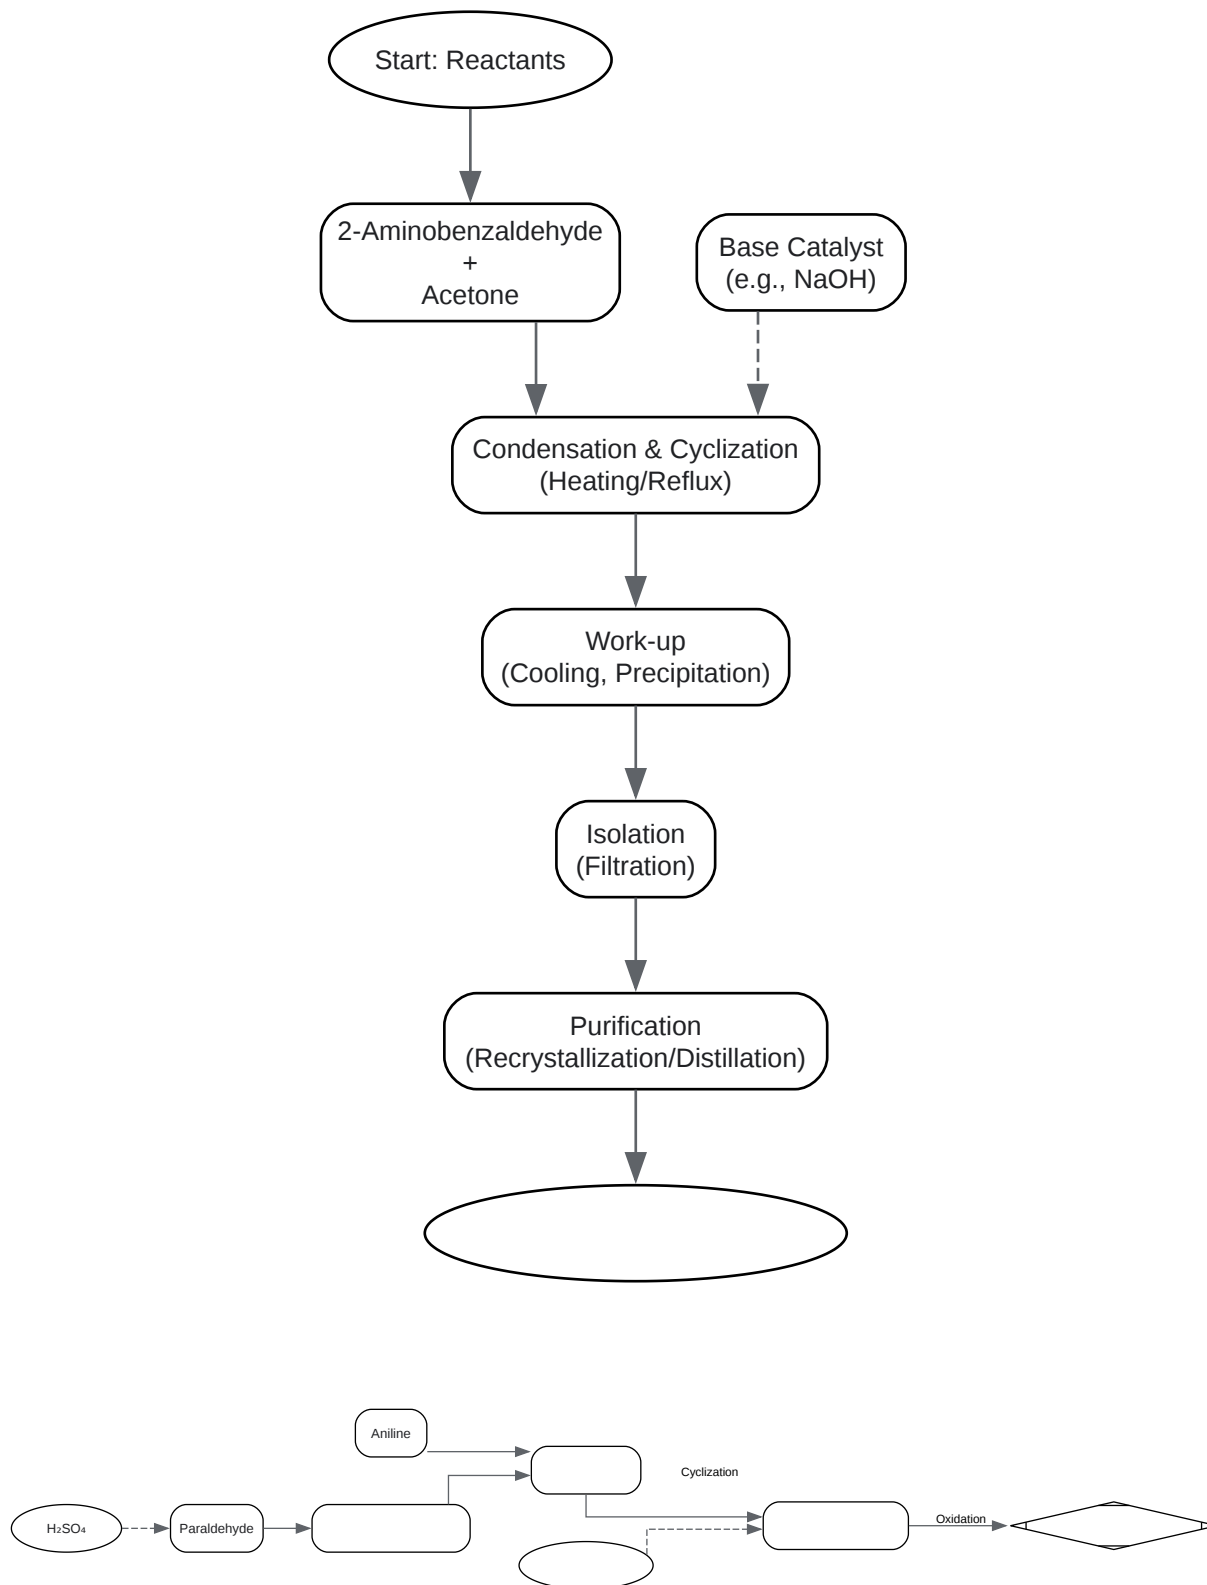 Start: Reactants
2-Aminobenzaldehyde
+
Acetone
Base Catalyst
(e.g., NaOH)
Condensation & Cyclization
(Heating/Reflux)
Work-up
(Cooling, Precipitation)
Isolation
(Filtration)
Purification
(Recrystallization/Distillation)
Aniline
Cyclization
H₂SO₄
Paraldehyde
Oxidation